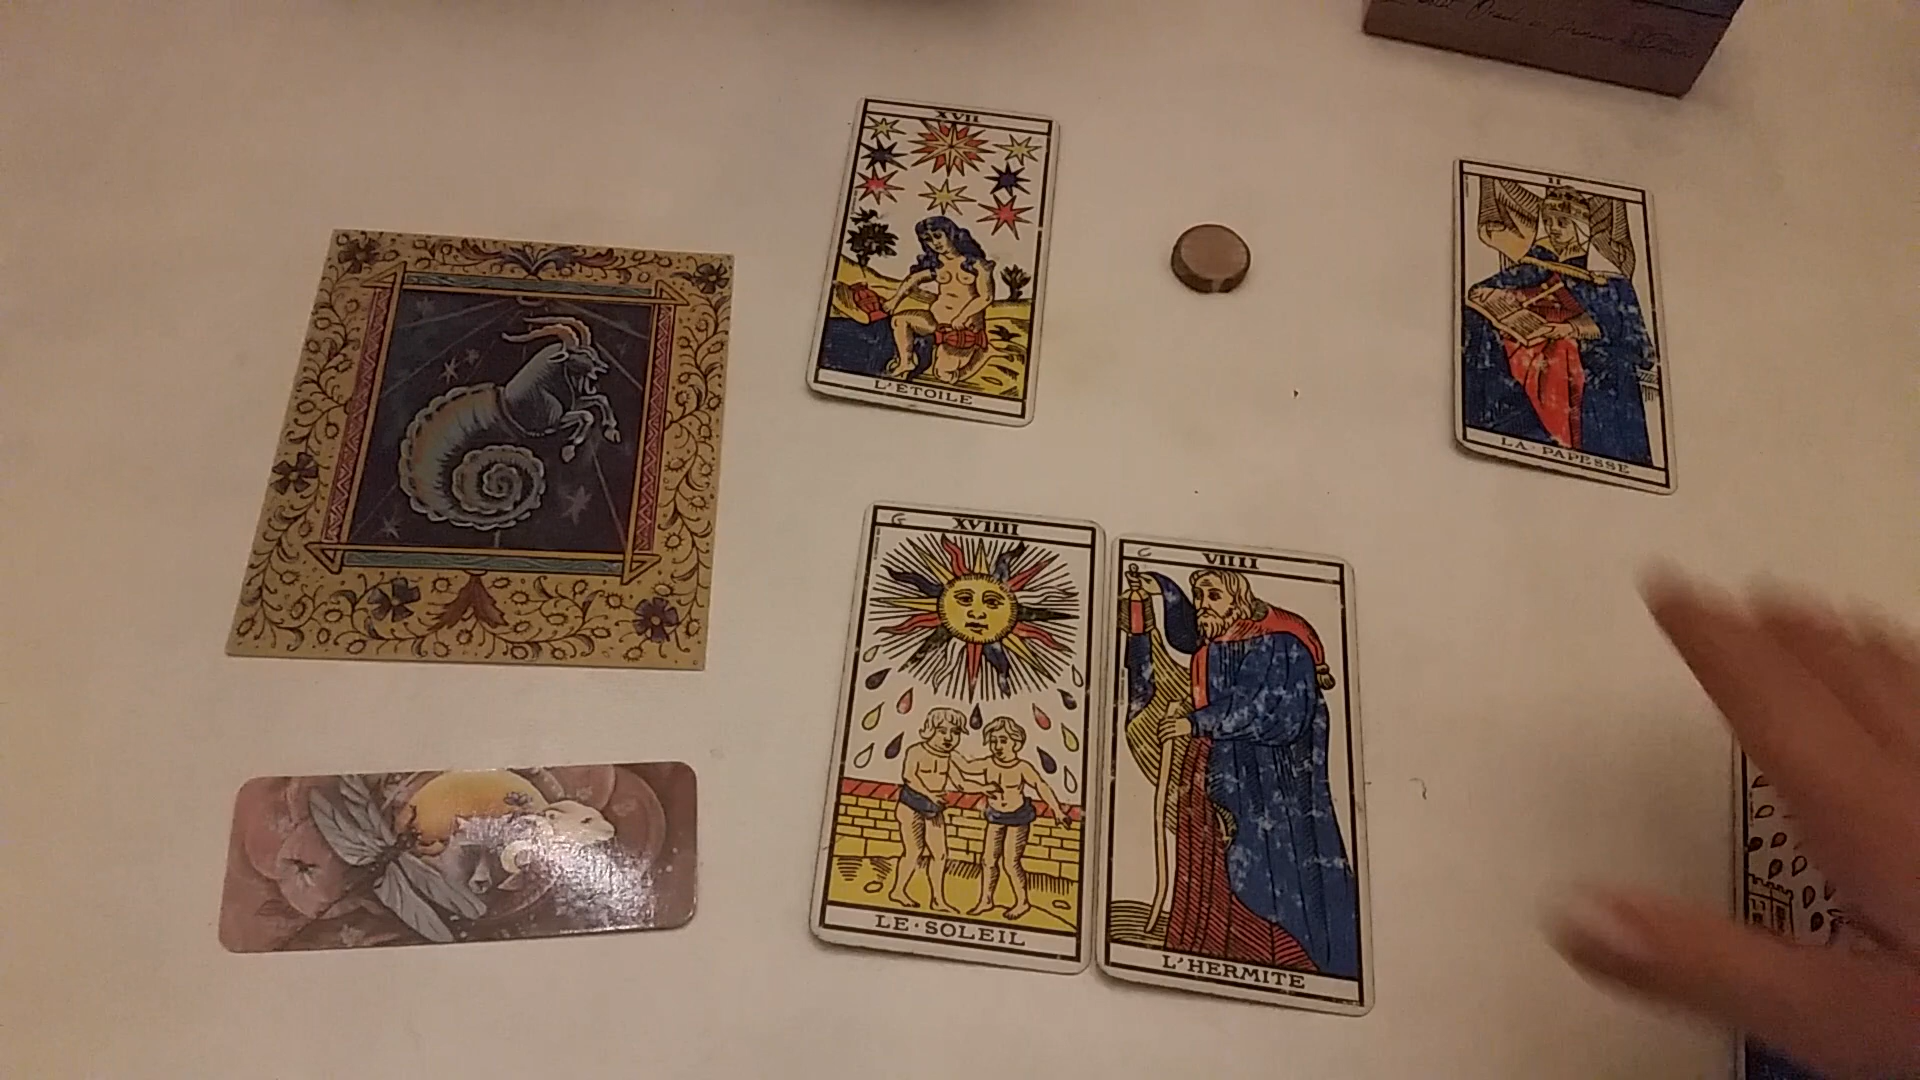 XVII
L'ETOILE
II
LA·PAPESSE
G
XVIIII
LE·SOLEIL
C
VIIII
L'HERMITE